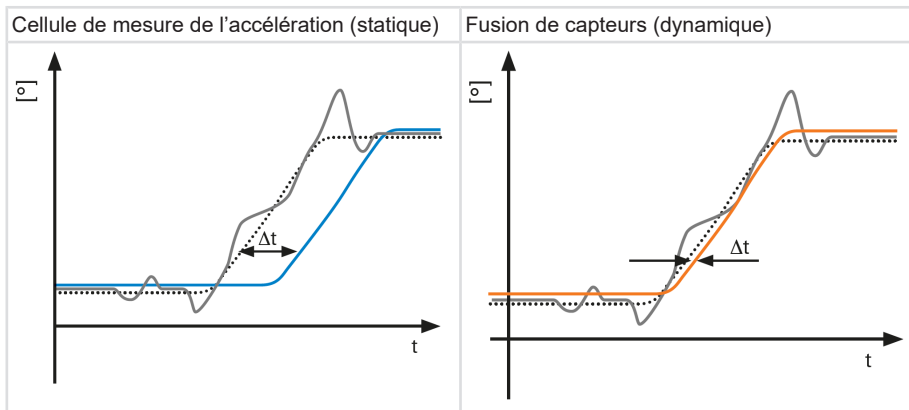 Cellule de mesure de l’accélération (statique)
Fusion de capteurs (dynamique)
[°]
Δt
t
[°]
Δt
t